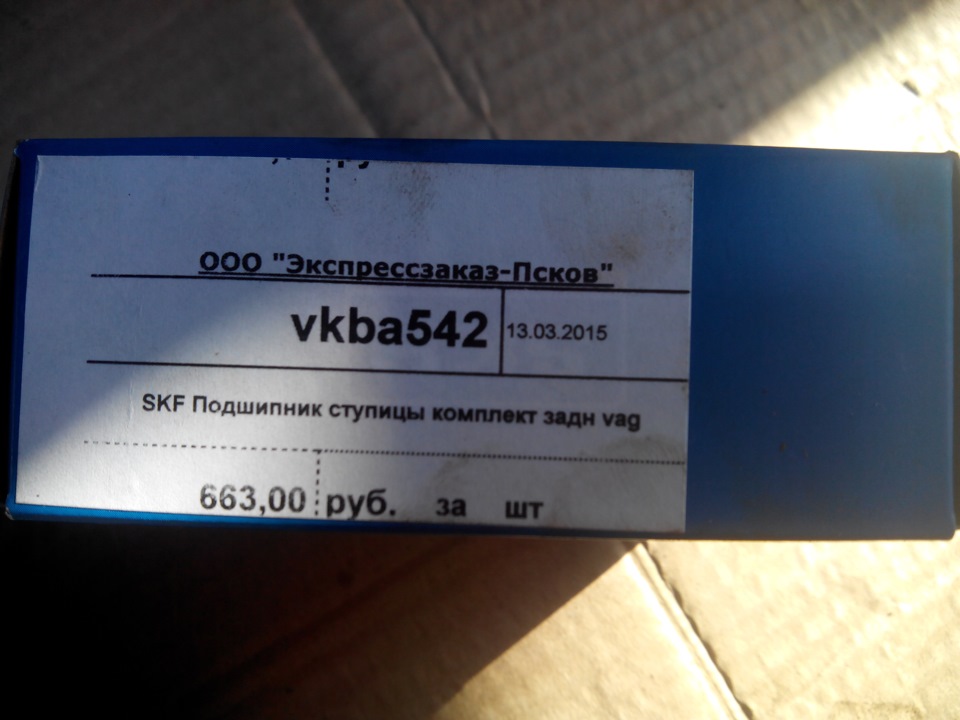 ООО "Экспрессзаказ-Псков"
vkba542 13.03.2015
SKF Подшипник ступицы комплект задн vag
663,00 руб. за шт